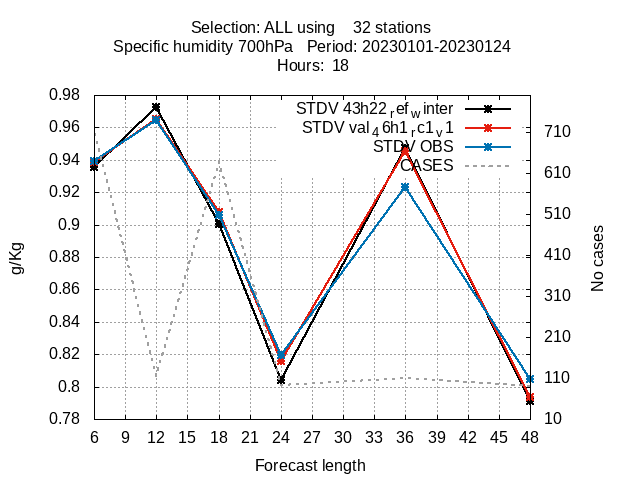 Selection: ALL using 32 stations
Specific humidity 700hPa Period: 20230101-20230124
Hours: 18
0.98
0.96
0.94
0.92
0.9
0.88
0.86
0.84
0.82
0.8
0.78
g/Kg
STDV 43h22ref winter
STDV val46h1rc1v1
STDV OBS
CASES
710
610
510
410
310
210
110
10
No cases
6 9 12 15 18 21 24 27 30 33 36 39 42 45 48
Forecast length